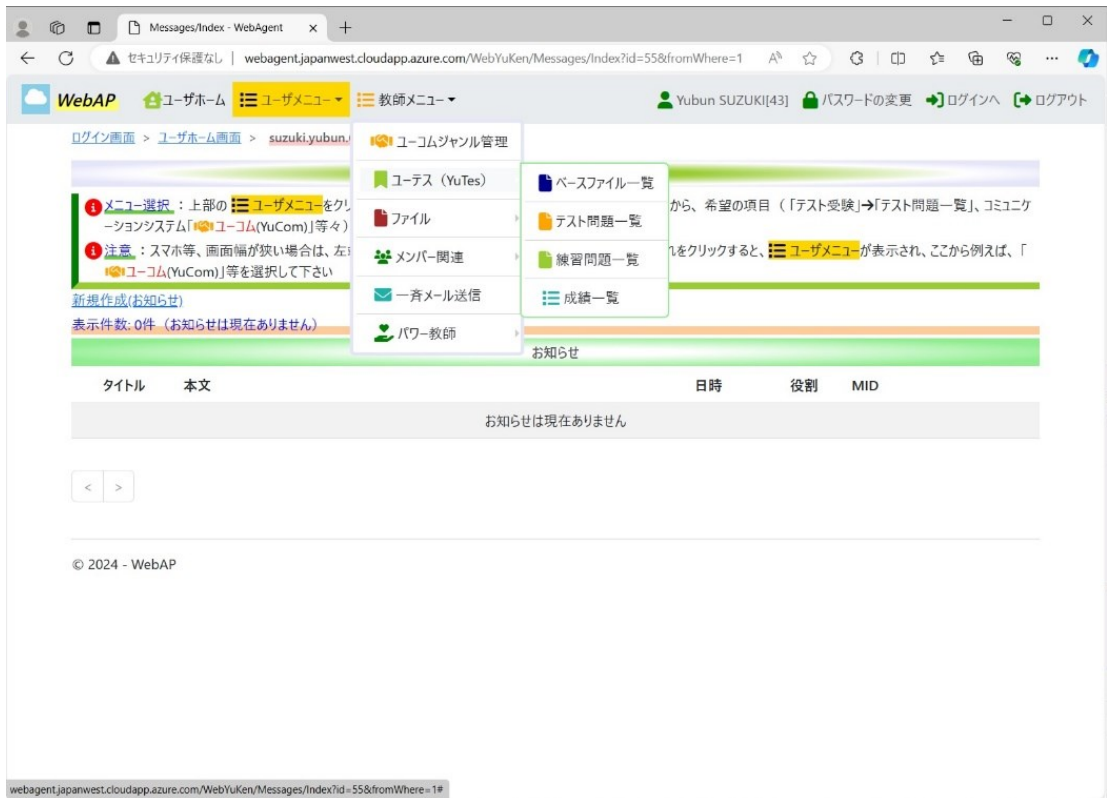 Messages/Index - WebAgent
セキュリティ保護なし | webagent.japanwest.cloudapp.azure.com/WebYuKen/Messages/Index?id=55&fromWhere=1
WebAP ユーザホーム ユーザメニュー 教師メニュー Yubun SUZUKI[43] パスワードの変更 ログインへ ログアウト
ログイン画面 > ユーザホーム画面 > suzuki.yubun.
ユーコムジャンル管理
ユーテス（YuTes）
ファイル
メンバー関連
一斉メール送信
パワー教師
ベースファイル一覧
テスト問題一覧
練習問題一覧
成績一覧
メニュー選択 ：上部の ユーザメニューをクリ から、希望の項目（「テスト受験」→「テスト問題一覧」、コミュニケ
ーションシステム「ユーコム(YuCom)」等々）
注意 ：スマホ等、画面幅が狭い場合は、左 れをクリックすると、 ユーザメニューが表示され、ここから例えば、「
ユーコム(YuCom)」等を選択して下さい
新規作成(お知らせ)
表示件数: 0件（お知らせは現在ありません）
お知らせ
タイトル 本文 日時 役割 MID
お知らせは現在ありません
< >
© 2024 - WebAP
webagent.japanwest.cloudapp.azure.com/WebYuKen/Messages/Index?id=55&fromWhere=1#